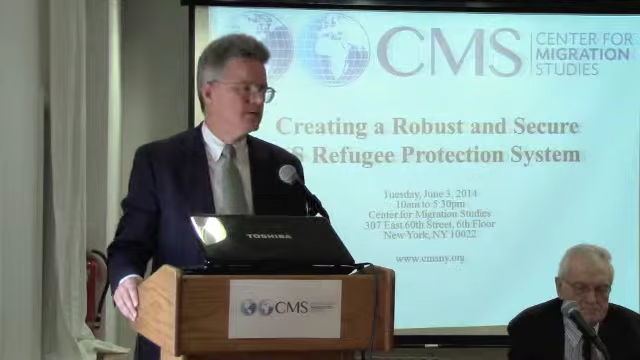 CMS CENTER FOR
MIGRATION
STUDIES
Creating a Robust and Secure
S Refugee Protection System
Tuesday, June 3, 2014
10am to 5:30pm
Center for Migration Studies
307 East 60th Street, 6th Floor
New York, NY 10022
www.cmsny.org
TOSHIBA
CMS